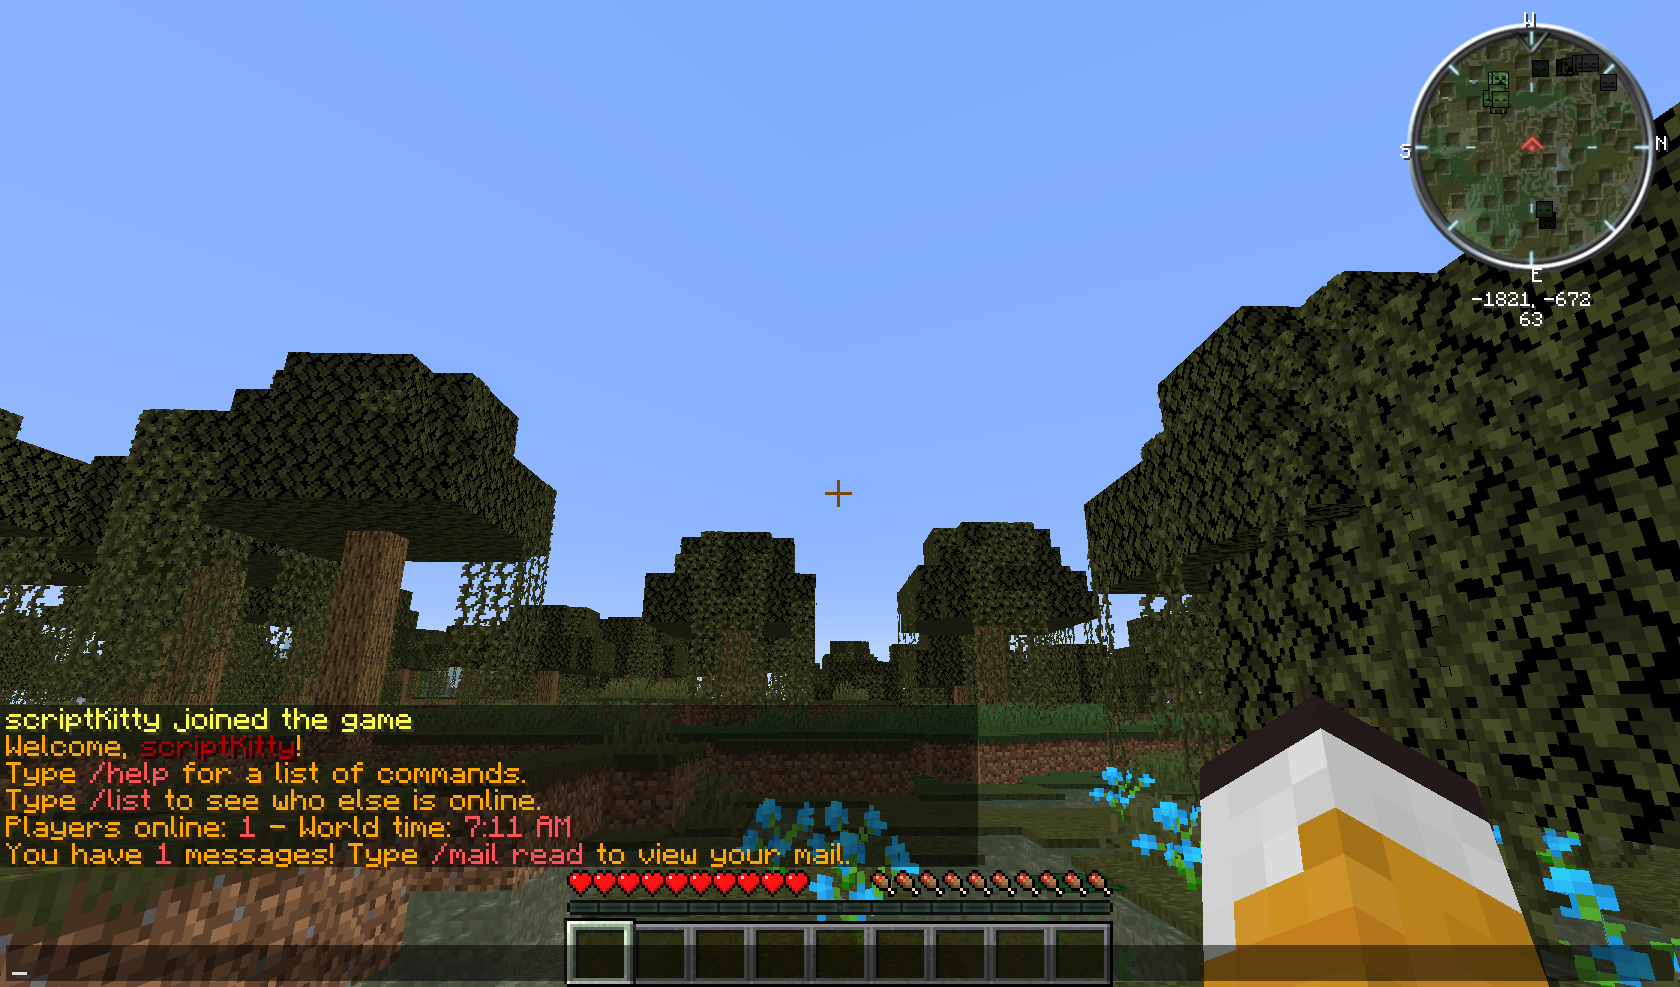 W
S
N
E
-1821, -672
63
scriptKitty joined the game
Welcome, scriptKitty!
Type /help for a list of commands.
Type /list to see who else is online.
Players online: 1 - World time: 7:11 AM
You have 1 messages! Type /mail read to view your mail.
_